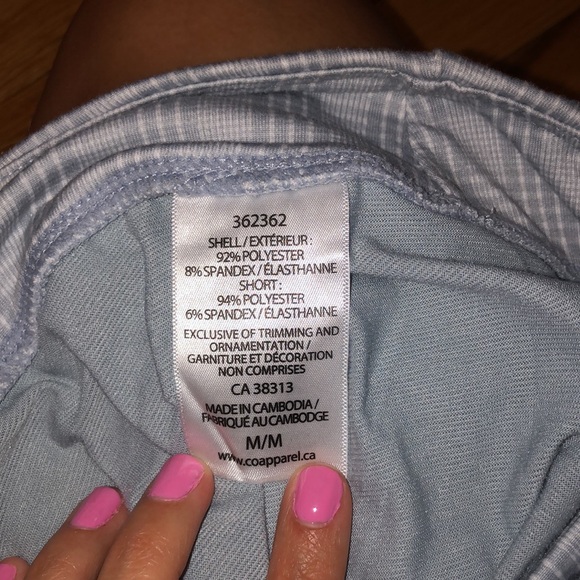 362362
SHELL/EXTÉRIEUR :
92% POLYESTER
8% SPANDEX/ÉLASTHANNE
SHORT :
94% POLYESTER
6% SPANDEX/ÉLASTHANNE
EXCLUSIVE OF TRIMMING AND
ORNAMENTATION /
GARNITURE ET DÉCORATION
NON COMPRISES
CA 38313
MADE IN CAMBODIA/
FABRIQUÉ AU CAMBODGE
M/M
www.coapparel.ca